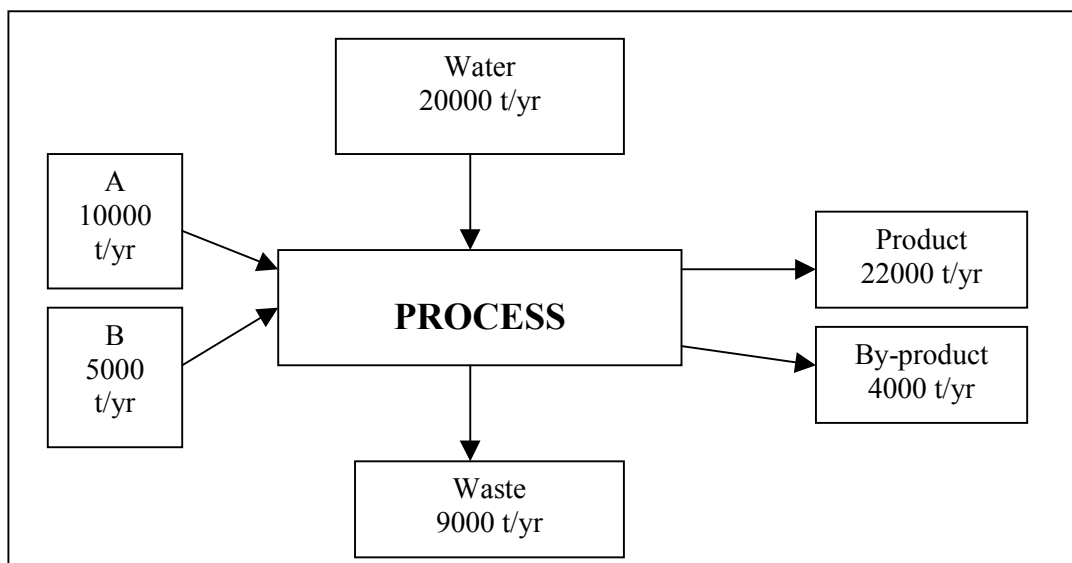 Water
20000 t/yr
A
10000
t/yr
B
5000
t/yr
PROCESS
Product
22000 t/yr
By-product
4000 t/yr
Waste
9000 t/yr